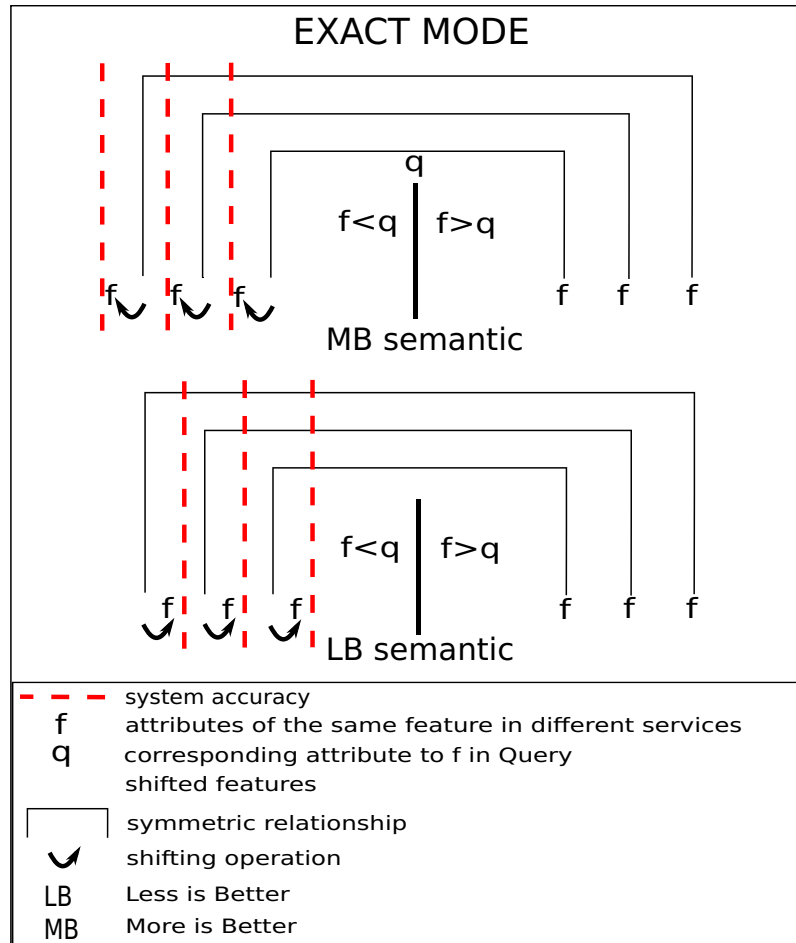 EXACT MODE
q
f<q f>q
f f f f f f
MB semantic
f<q f>q
f f f f f f
LB semantic
system accuracy
f attributes of the same feature in different services
q corresponding attribute to f in Query
shifted features
symmetric relationship
shifting operation
LB Less is Better
MB More is Better